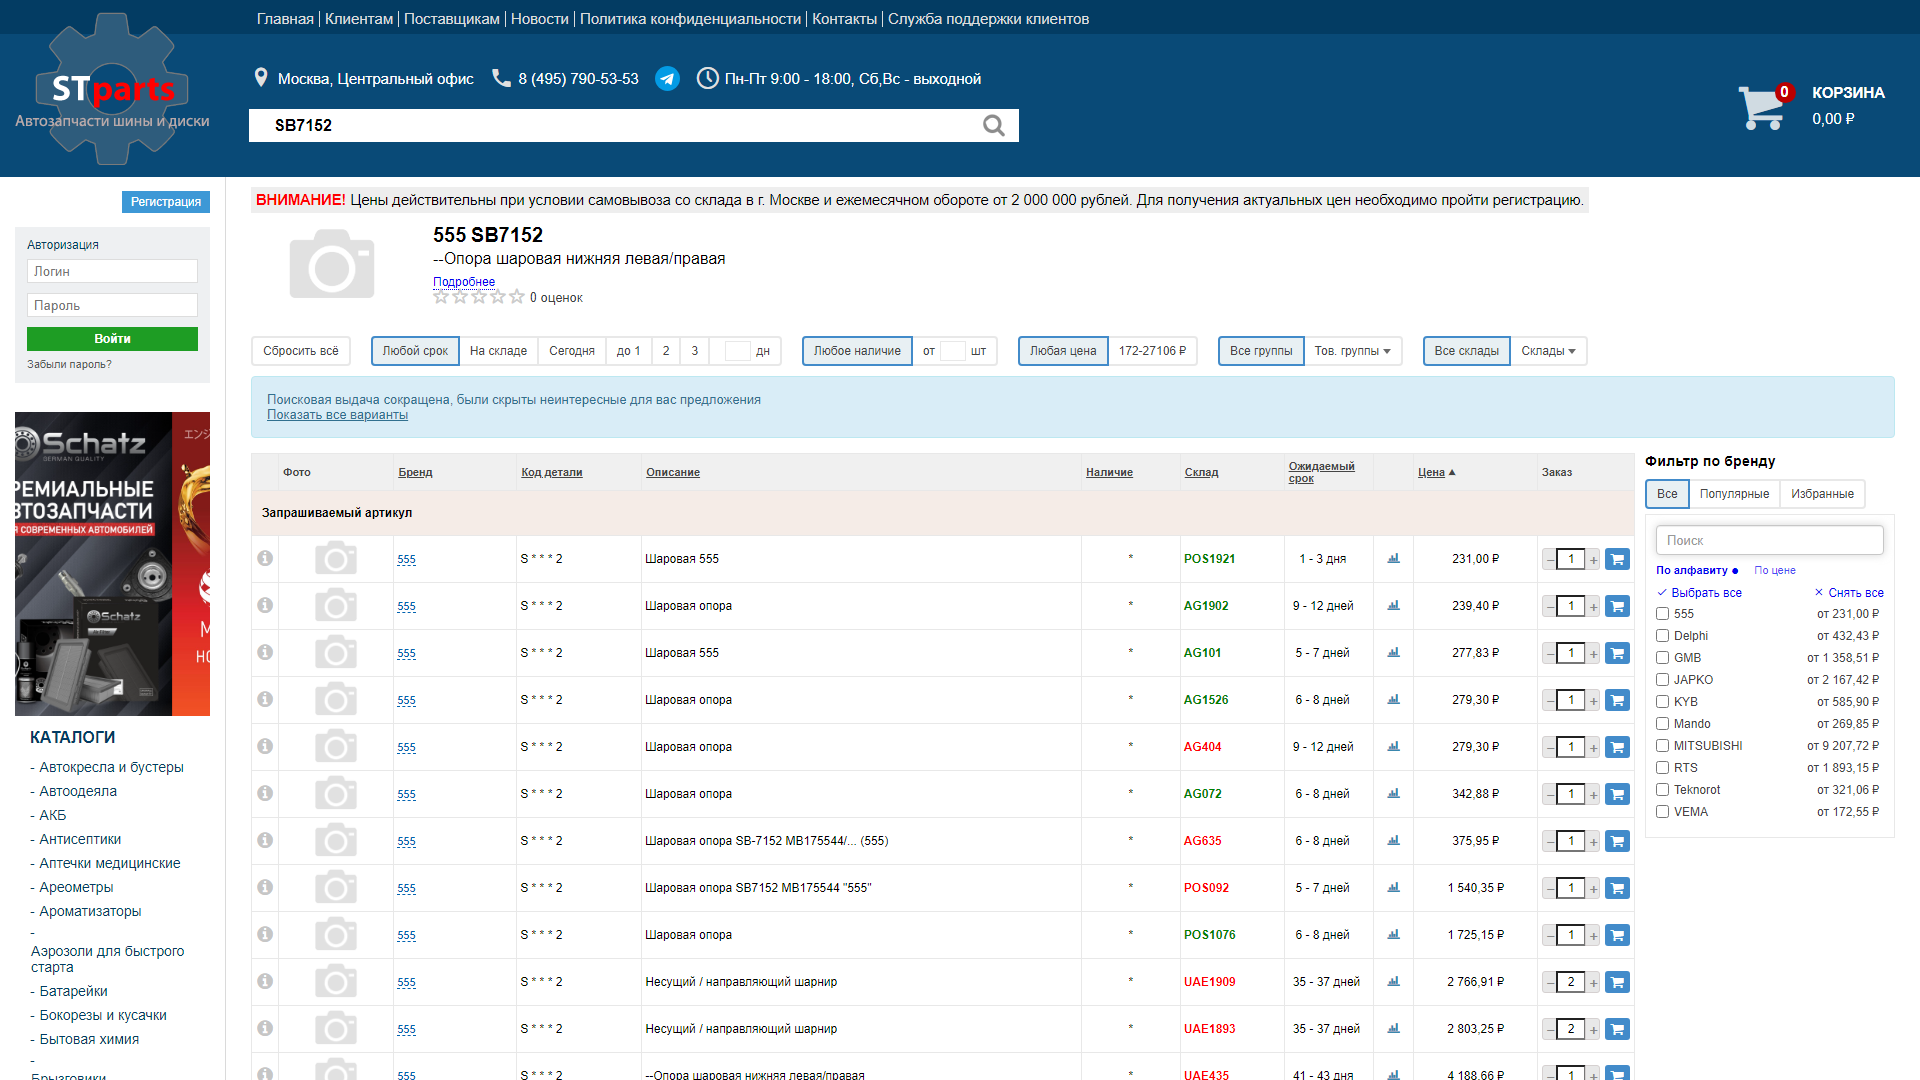 Главная | Клиентам | Поставщикам | Новости | Политика конфиденциальности | Контакты | Служба поддержки клиентов
STparts
Автозапчасти шины и диски
Москва, Центральный офис 8 (495) 790-53-53 Пн-Пт 9:00 - 18:00, Сб,Вс - выходной
SB7152
0 КОРЗИНА
0,00 ₽
Регистрация
Авторизация
Логин
Пароль
Войти
Забыли пароль?
Schatz
GERMAN QUALITY
РЕМИАЛЬНЫЕ
ВТОЗАПЧАСТИ
Я СОВРЕМЕННЫХ АВТОМОБИЛЕЙ
Schatz
エンジ
М
НО
КАТАЛОГИ
- Автокресла и бустеры
- Автоодеяла
- АКБ
- Антисептики
- Аптечки медицинские
- Ареометры
- Ароматизаторы
-
Аэрозоли для быстрого
старта
- Батарейки
- Бокорезы и кусачки
- Бытовая химия
-
Брызговики
ВНИМАНИЕ! Цены действительны при условии самовывоза со склада в г. Москве и ежемесячном обороте от 2 000 000 рублей. Для получения актуальных цен необходимо пройти регистрацию.
555 SB7152
--Опора шаровая нижняя левая/правая
Подробнее
0 оценок
Сбросить всё Любой срок На складе Сегодня до 1 2 3 дн Любое наличие от шт Любая цена 172-27106 ₽ Все группы Тов. группы Все склады Склады
Поисковая выдача сокращена, были скрыты неинтересные для вас предложения
Показать все варианты
Фото Бренд Код детали Описание Наличие Склад Ожидаемый срок Цена Заказ
Запрашиваемый артикул
555 S * * * 2 Шаровая 555 * POS1921 1 - 3 дня 231,00 ₽ – 1 +
555 S * * * 2 Шаровая опора * AG1902 9 - 12 дней 239,40 ₽ – 1 +
555 S * * * 2 Шаровая 555 * AG101 5 - 7 дней 277,83 ₽ – 1 +
555 S * * * 2 Шаровая опора * AG1526 6 - 8 дней 279,30 ₽ – 1 +
555 S * * * 2 Шаровая опора * AG404 9 - 12 дней 279,30 ₽ – 1 +
555 S * * * 2 Шаровая опора * AG072 6 - 8 дней 342,88 ₽ – 1 +
555 S * * * 2 Шаровая опора SB-7152 MB175544/... (555) * AG635 6 - 8 дней 375,95 ₽ – 1 +
555 S * * * 2 Шаровая опора SB7152 MB175544 "555" * POS092 5 - 7 дней 1 540,35 ₽ – 1 +
555 S * * * 2 Шаровая опора * POS1076 6 - 8 дней 1 725,15 ₽ – 1 +
555 S * * * 2 Несущий / направляющий шарнир * UAE1909 35 - 37 дней 2 766,91 ₽ – 2 +
555 S * * * 2 Несущий / направляющий шарнир * UAE1893 35 - 37 дней 2 803,25 ₽ – 2 +
555 S * * * 2 --Опора шаровая нижняя левая/правая * UAE435 41 - 43 дня 4 188,66 ₽ – 1 +
Фильтр по бренду
Все Популярные Избранные
Поиск
По алфавиту По цене
Выбрать все Снять все
555 от 231,00 ₽
Delphi от 432,43 ₽
GMB от 1 358,51 ₽
JAPKO от 2 167,42 ₽
KYB от 585,90 ₽
Mando от 269,85 ₽
MITSUBISHI от 9 207,72 ₽
RTS от 1 893,15 ₽
Teknorot от 321,06 ₽
VEMA от 172,55 ₽